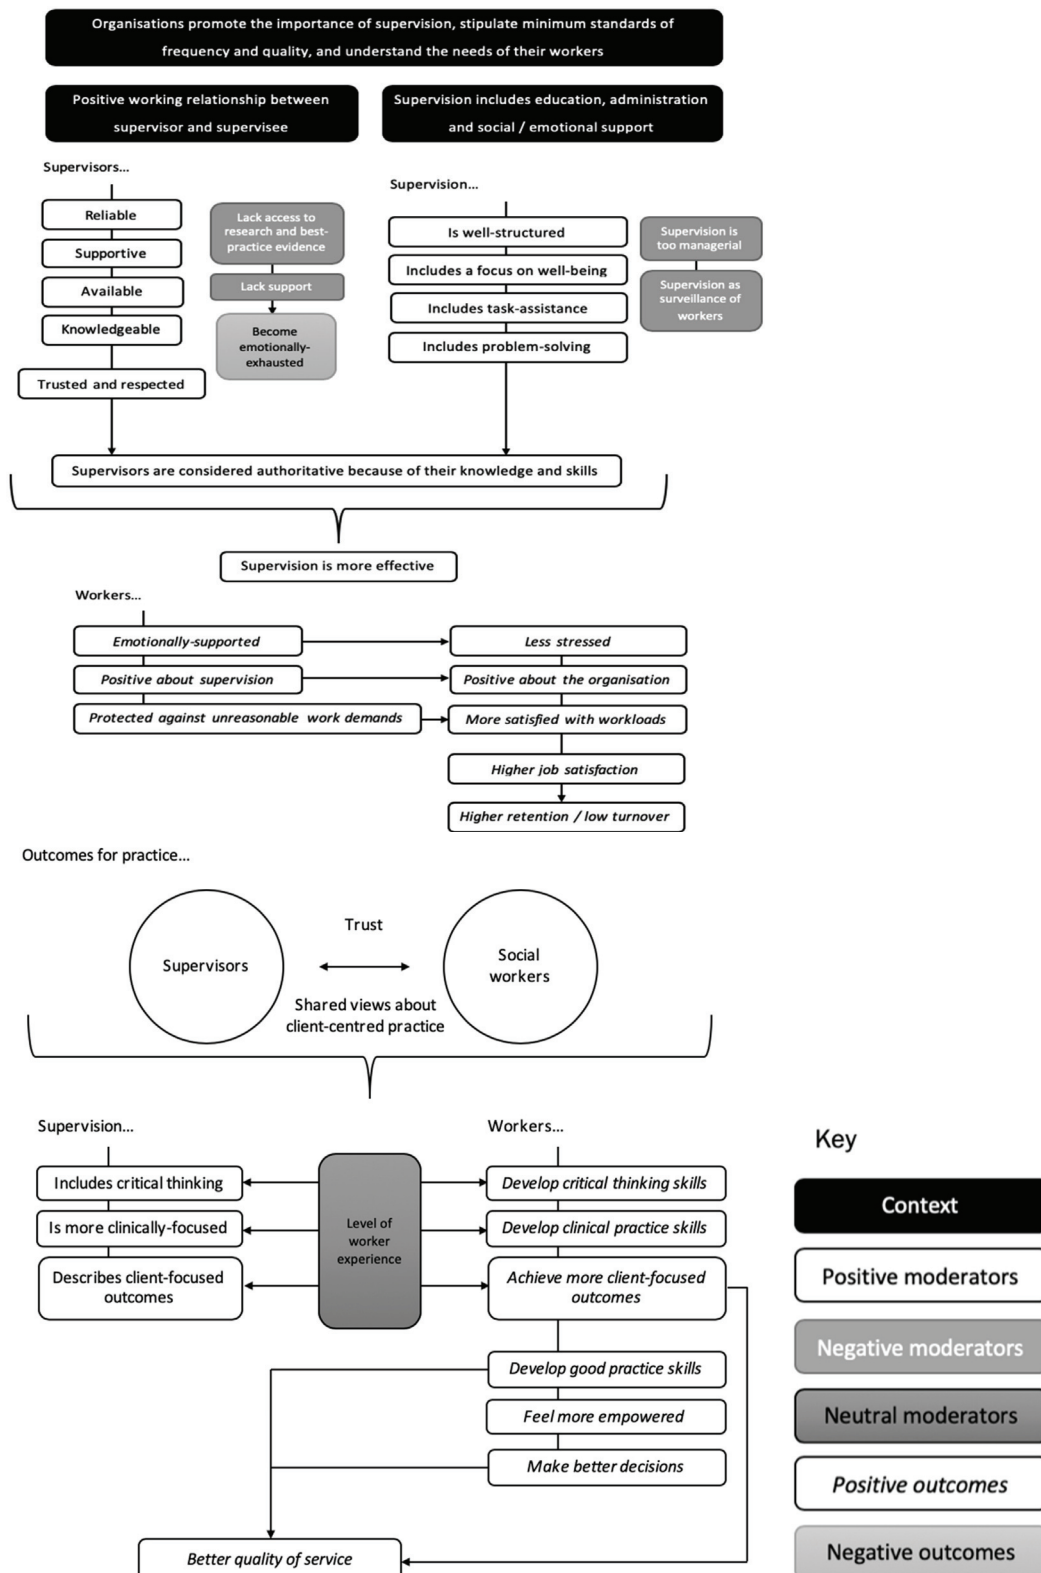 Organisations promote the importance of supervision, stipulate minimum standards of
frequency and quality, and understand the needs of their workers
Positive working relationship between
supervisor and supervisee
Supervision includes education, administration
and social / emotional support
Supervisors...
Reliable
Supportive
Available
Knowledgeable
Trusted and respected
Lack access to
research and best-
practice evidence
Lack support
Become
emotionally-
exhausted
Supervision...
Is well-structured
Includes a focus on well-being
Includes task-assistance
Includes problem-solving
Supervision is
too managerial
Supervision as
surveillance of
workers
Supervisors are considered authoritative because of their knowledge and skills
Supervision is more effective
Workers...
Emotionally-supported
Less stressed
Positive about supervision
Positive about the organisation
Protected against unreasonable work demands
More satisfied with workloads
Higher job satisfaction
Higher retention / low turnover
Outcomes for practice...
Supervisors
Trust
Shared views about
client-centred practice
Social
workers
Supervision...
Includes critical thinking
Is more clinically-focused
Describes client-focused
outcomes
Level of
worker
experience
Workers...
Develop critical thinking skills
Develop clinical practice skills
Achieve more client-focused
outcomes
Develop good practice skills
Feel more empowered
Make better decisions
Better quality of service
Key
Context
Positive moderators
Negative moderators
Neutral moderators
Positive outcomes
Negative outcomes